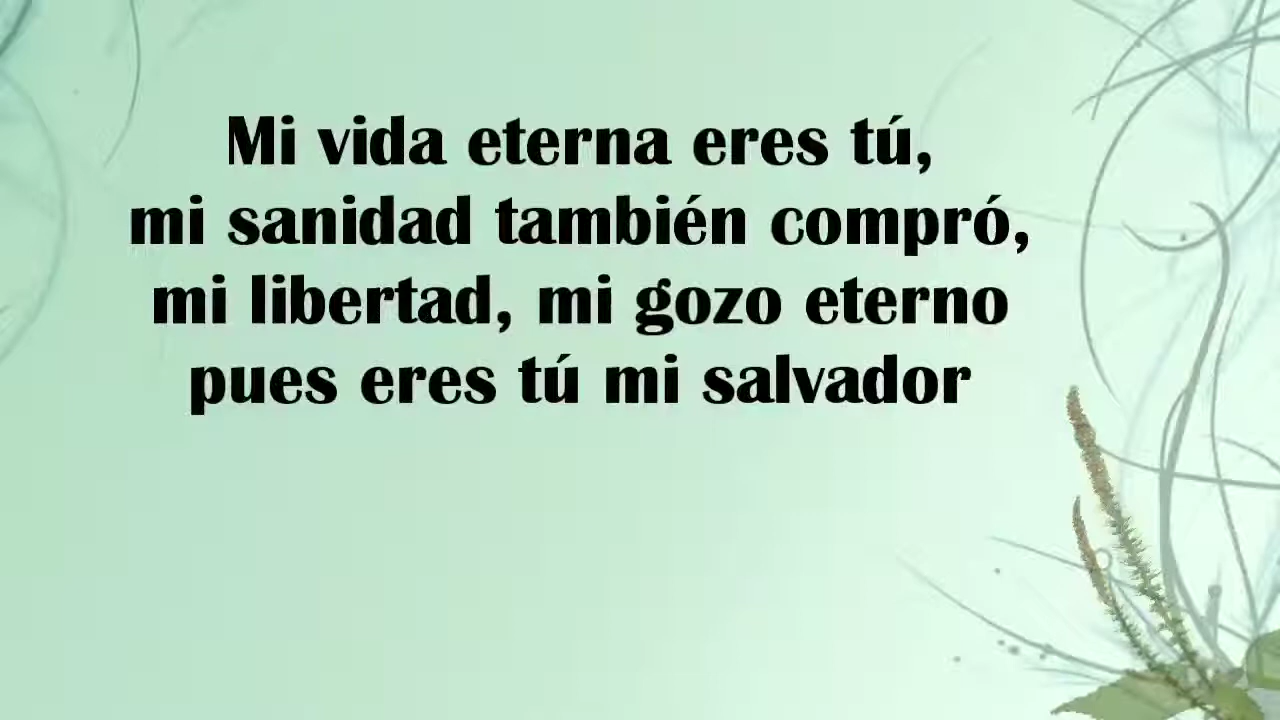 Mi vida eterna eres tú,
mi sanidad también compró,
mi libertad, mi gozo eterno
pues eres tú mi salvador